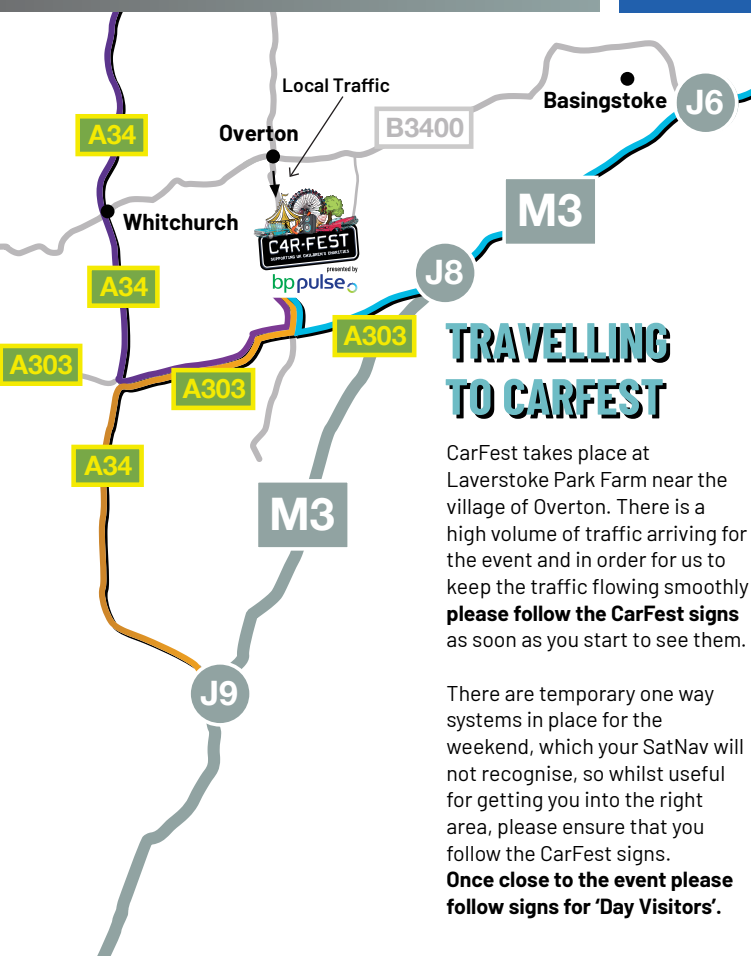 Local Traffic
Basingstoke
J6
A34
Overton
B3400
M3
Whitchurch
C4R·FEST
SUPPORTING UK CHILDREN'S CHARITIES
presented by
bp pulse
J8
A34
A303
A303
A303
A34
M3
J9
TRAVELLING
TO CARFEST
CarFest takes place at
Laverstoke Park Farm near the
village of Overton. There is a
high volume of traffic arriving for
the event and in order for us to
keep the traffic flowing smoothly
please follow the CarFest signs
as soon as you start to see them.
There are temporary one way
systems in place for the
weekend, which your SatNav will
not recognise, so whilst useful
for getting you into the right
area, please ensure that you
follow the CarFest signs.
Once close to the event please
follow signs for ‘Day Visitors’.